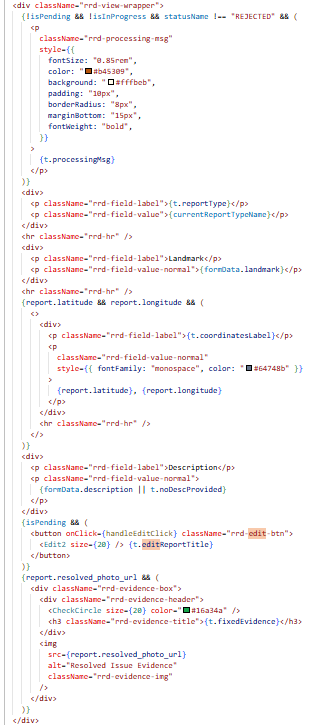 <div className="rrd-view-wrapper">
{!isPending && !isInProgress && statusName !== "REJECTED" && (
<p
className="rrd-processing-msg"
style={{
fontSize: "0.85rem",
color: "#b45309",
background: "#fffbeb",
padding: "10px",
borderRadius: "8px",
marginBottom: "15px",
fontWeight: "bold",
}}
>
{t.processingMsg}
</p>
)}
<div>
<p className="rrd-field-label">{t.reportType}</p>
<p className="rrd-field-value">{currentReportTypeName}</p>
</div>
<hr className="rrd-hr" />
<div>
<p className="rrd-field-label">Landmark</p>
<p className="rrd-field-value-normal">{formData.landmark}</p>
</div>
<hr className="rrd-hr" />
{report.latitude && report.longitude && (
<>
<div>
<p className="rrd-field-label">{t.coordinatesLabel}</p>
<p
className="rrd-field-value-normal"
style={{ fontFamily: "monospace", color: "#64748b" }}
>
{report.latitude}, {report.longitude}
</p>
</div>
<hr className="rrd-hr" />
</>
)}
<div>
<p className="rrd-field-label">Description</p>
<p className="rrd-field-value-normal">
{formData.description || t.noDescProvided}
</p>
</div>
{isPending && (
<button onClick={handleEditClick} className="rrd-edit-btn">
<Edit2 size={20} /> {t.editReportTitle}
</button>
)}
{report.resolved_photo_url && (
<div className="rrd-evidence-box">
<div className="rrd-evidence-header">
<CheckCircle size={20} color="#16a34a" />
<h3 className="rrd-evidence-title">{t.fixedEvidence}</h3>
</div>
<img
src={report.resolved_photo_url}
alt="Resolved Issue Evidence"
className="rrd-evidence-img"
/>
</div>
)}
</div>